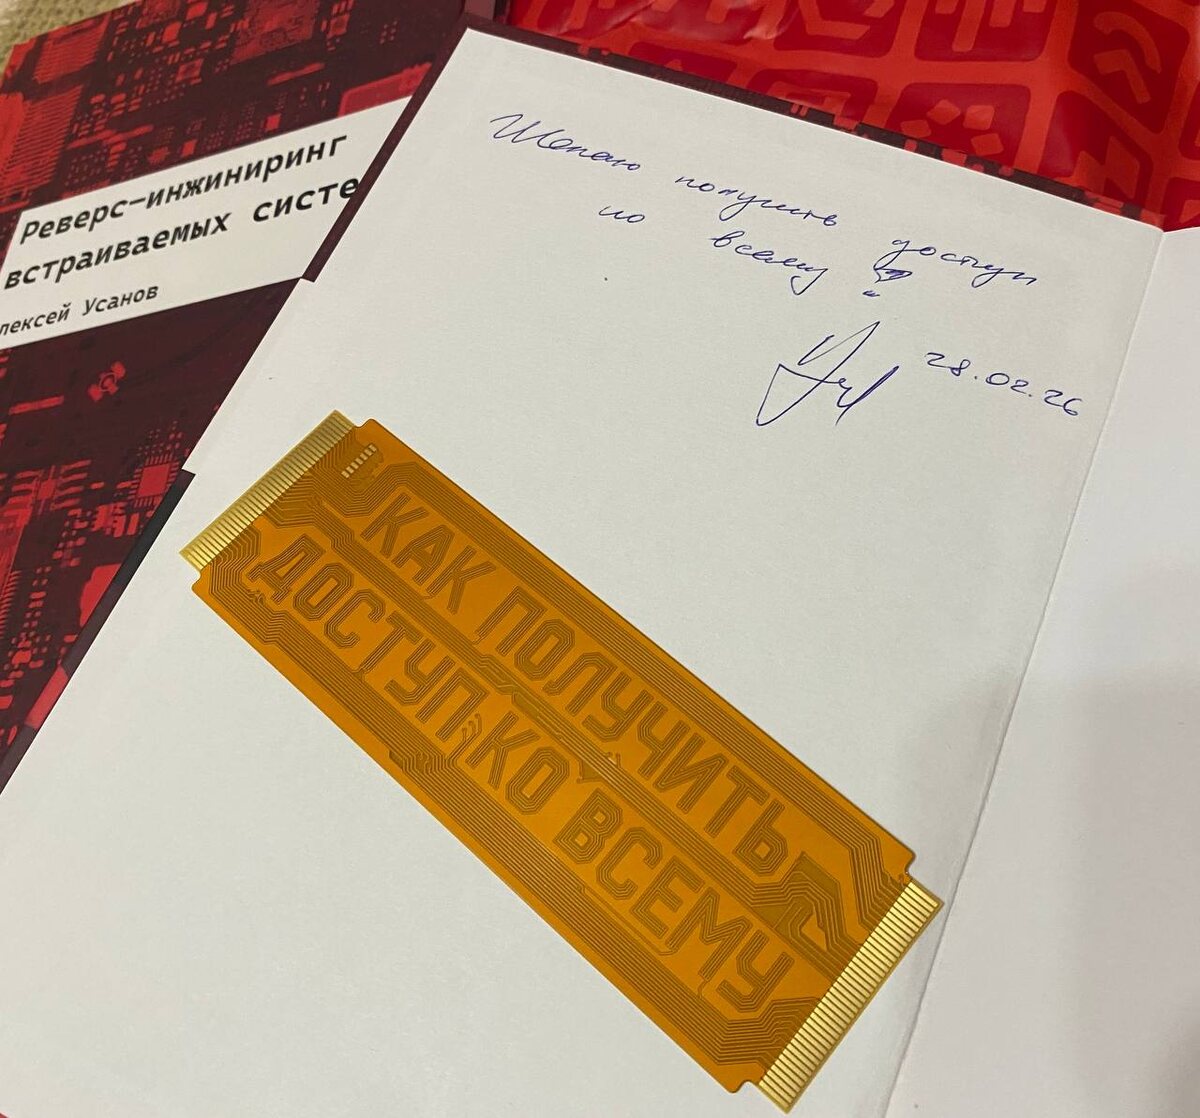 Реверс-инжиниринг
встраиваемых систе
лексей Усанов
Желаю получить доступ
ко всему
28.02.26
КАК ПОЛУЧИТЬ
ДОСТУП КО ВСЕМУ